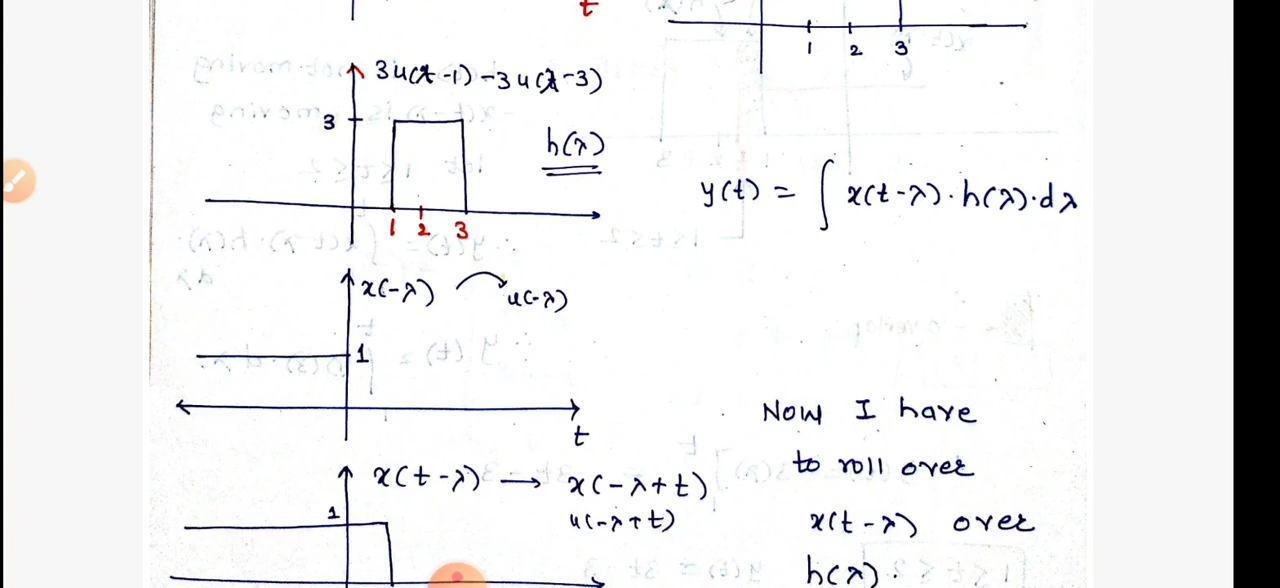 t
1 2 3
3u(λ-1)-3u(λ-3)
3
h(λ)
1 2 3
y(t) = ∫ x(t-λ)·h(λ)·dλ
x(-λ) u(-λ)
1
t
Now I have
to roll over
x(t-λ) over
h(λ).
x(t-λ) → x(-λ+t)
u(-λ+t)
1